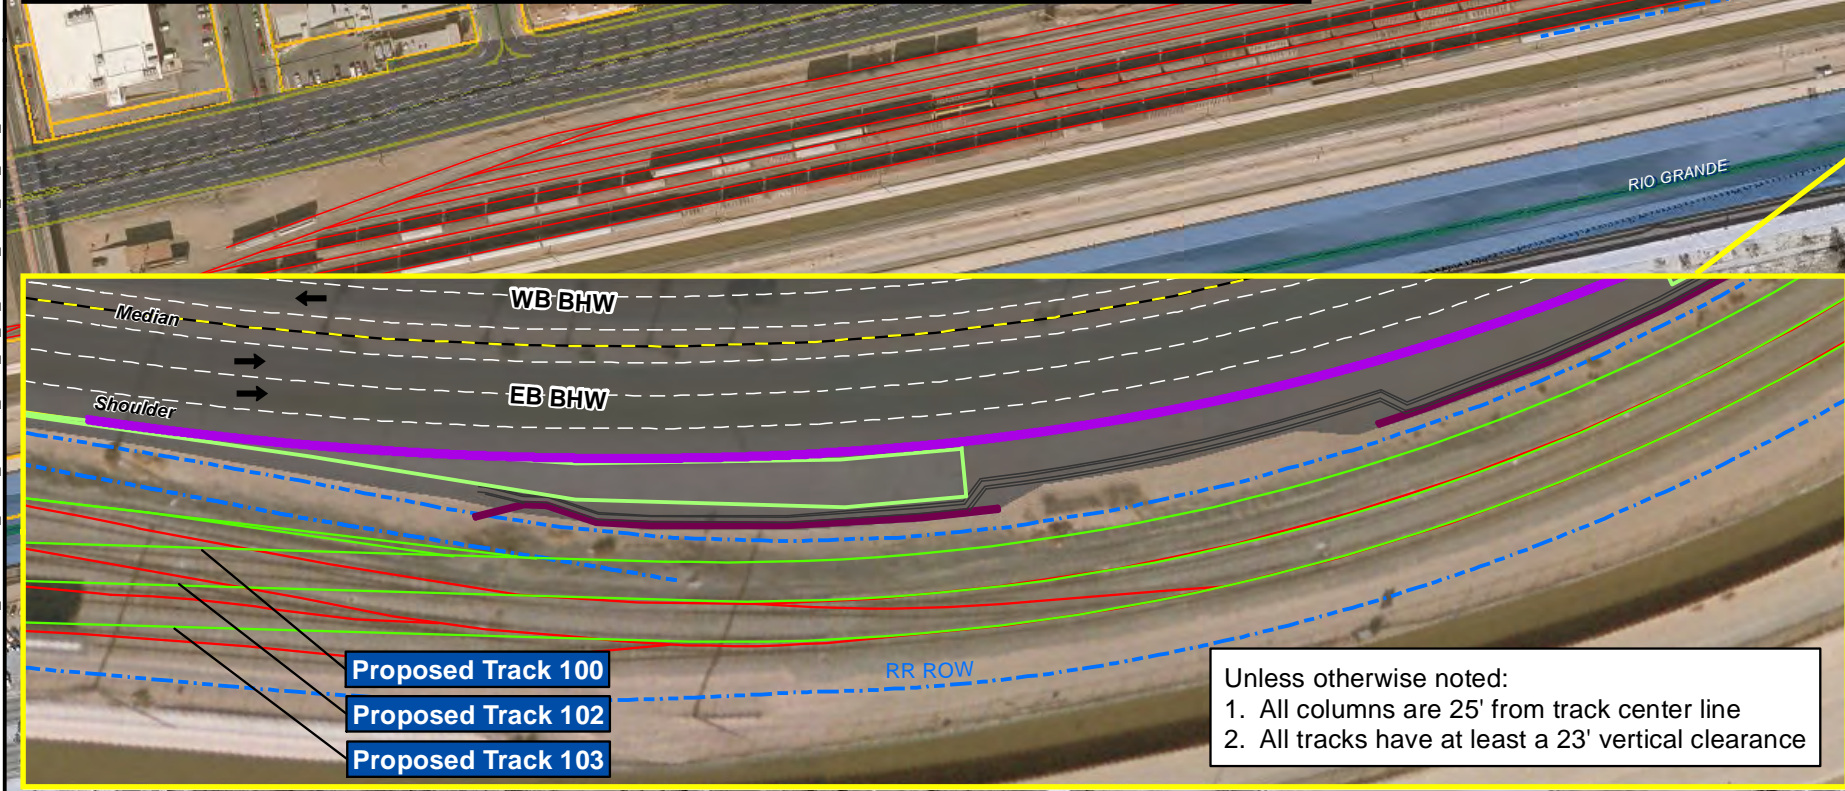 RIO GRANDE
WB BHW
Median
EB BHW
Shoulder
RR ROW
Proposed Track 100
Proposed Track 102
Proposed Track 103
Unless otherwise noted:
1. All columns are 25' from track center line
2. All tracks have at least a 23' vertical clearance